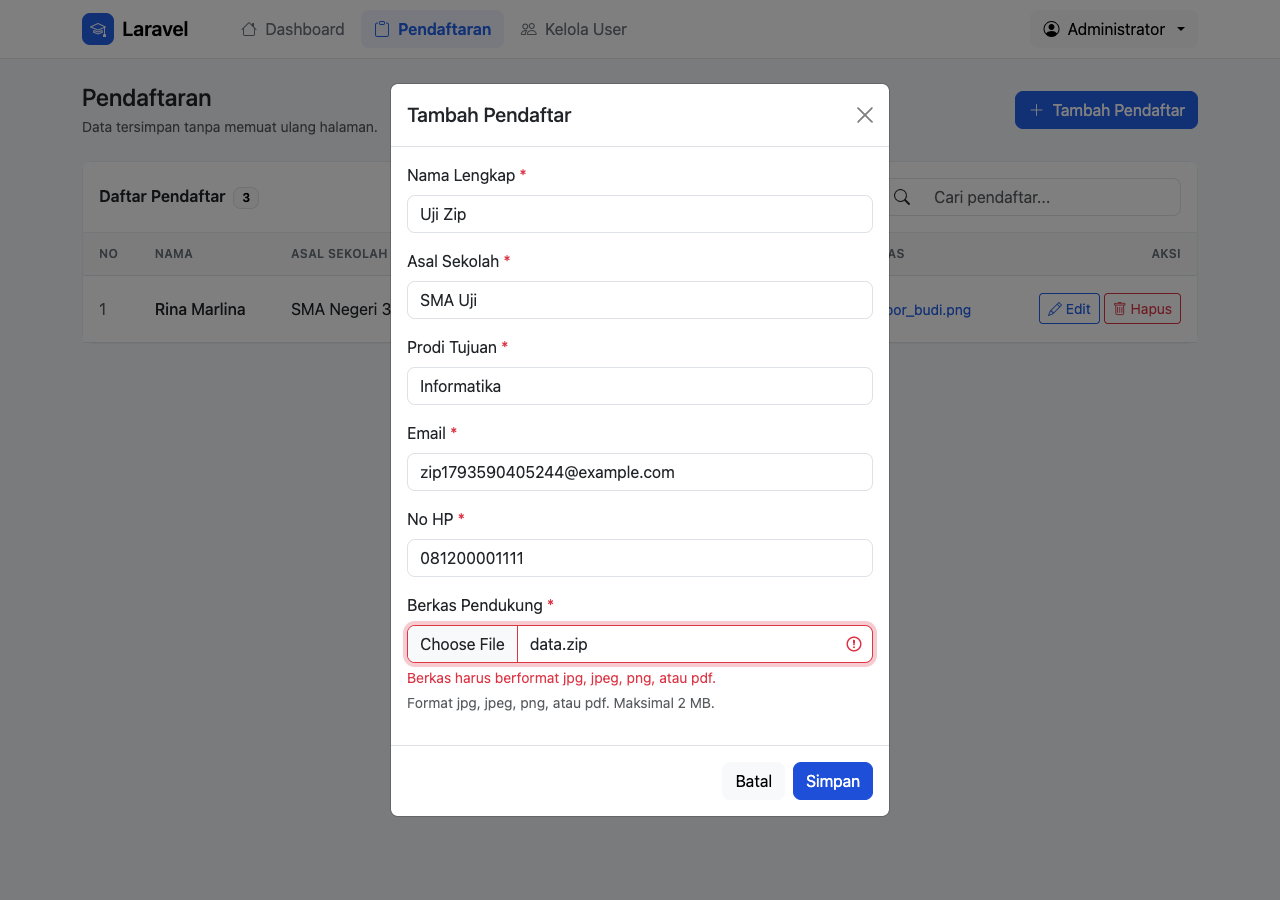 Laravel Dashboard Pendaftaran Kelola User Administrator
Pendaftaran
Data tersimpan tanpa memuat ulang halaman.
Tambah Pendaftar
Daftar Pendaftar 3
Cari pendaftar...
NO NAMA ASAL SEKOLAH AKSI
1 Rina Marlina SMA Negeri 3 Edit Hapus
Tambah Pendaftar
Nama Lengkap *
Uji Zip
Asal Sekolah *
SMA Uji
Prodi Tujuan *
Informatika
Email *
zip1793590405244@example.com
No HP *
081200001111
Berkas Pendukung *
Choose File data.zip
Berkas harus berformat jpg, jpeg, png, atau pdf.
Format jpg, jpeg, png, atau pdf. Maksimal 2 MB.
Batal Simpan